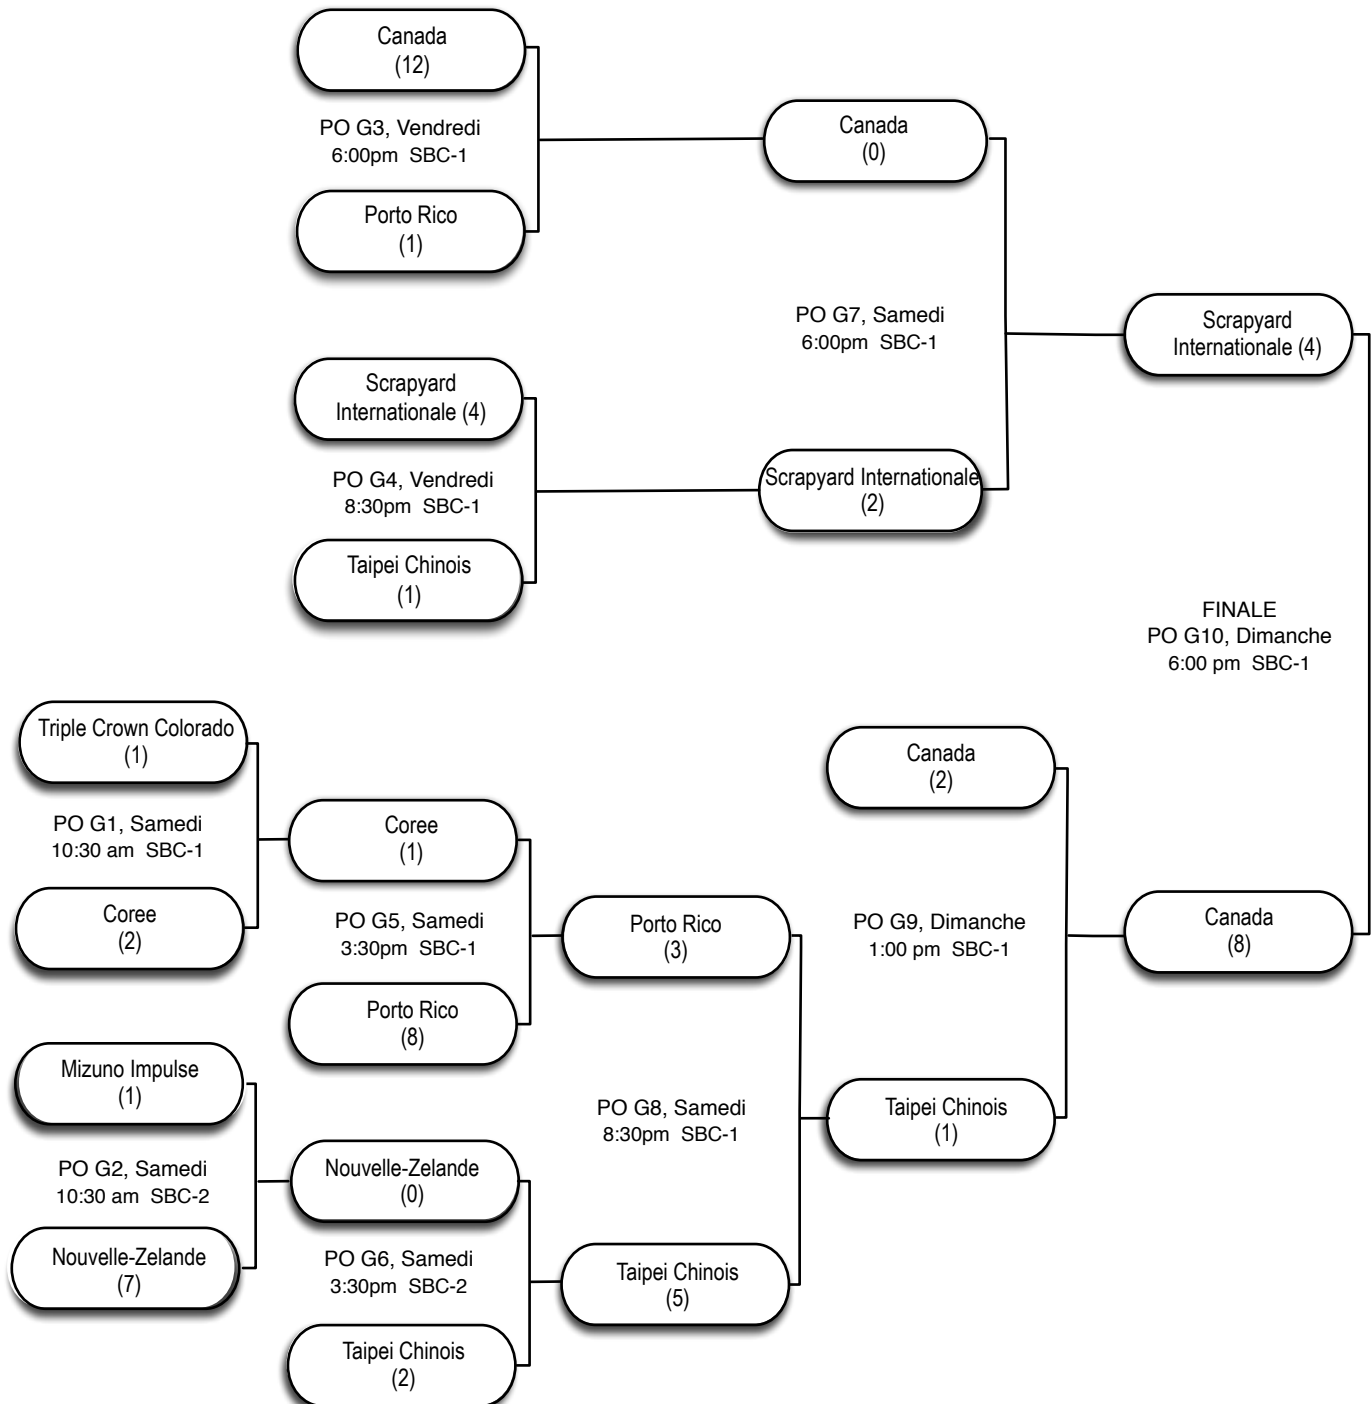 Canada
(12)
PO G3, Vendredi
6:00pm SBC-1
Porto Rico
(1)
Canada
(0)
PO G7, Samedi
6:00pm SBC-1
Scrapyard
Internationale (4)
PO G4, Vendredi
8:30pm SBC-1
Taipei Chinois
(1)
Scrapyard Internationale
(2)
Scrapyard
Internationale (4)
FINALE
PO G10, Dimanche
6:00 pm SBC-1
Triple Crown Colorado
(1)
PO G1, Samedi
10:30 am SBC-1
Coree
(2)
Coree
(1)
PO G5, Samedi
3:30pm SBC-1
Porto Rico
(8)
Mizuno Impulse
(1)
PO G2, Samedi
10:30 am SBC-2
Nouvelle-Zelande
(7)
Nouvelle-Zelande
(0)
PO G6, Samedi
3:30pm SBC-2
Taipei Chinois
(2)
Porto Rico
(3)
PO G8, Samedi
8:30pm SBC-1
Taipei Chinois
(5)
Canada
(2)
PO G9, Dimanche
1:00 pm SBC-1
Taipei Chinois
(1)
Canada
(8)